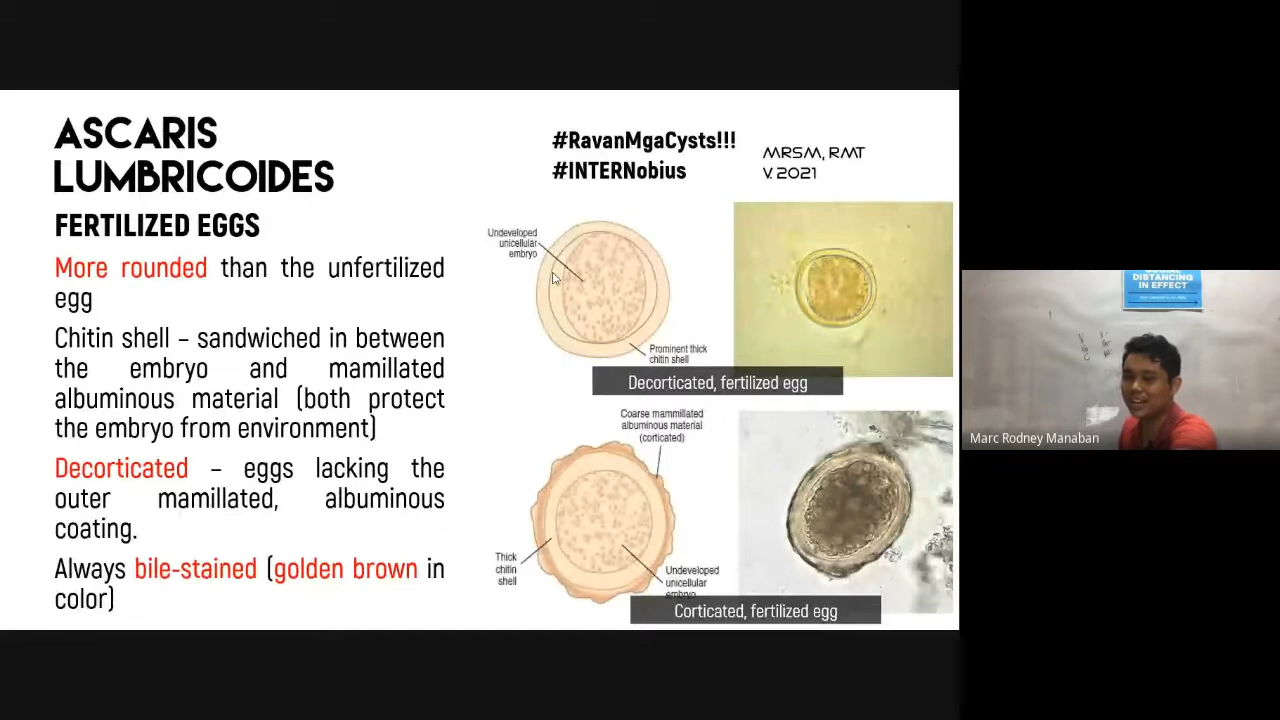 ASCARIS
LUMBRICOIDES
FERTILIZED EGGS
More rounded than the unfertilized
egg
Chitin shell – sandwiched in between
the embryo and mamillated
albuminous material (both protect
the embryo from environment)
Decorticated – eggs lacking the
outer mamillated, albuminous
coating.
Always bile-stained (golden brown in
color)
#RavanMgaCysts!!!
#INTERNobius
MRSM, RMT
V. 2021
Undeveloped
unicellular
embryo
Prominent thick
chitin shell
Decorticated, fertilized egg
Coarse mammillated
albuminous material
(corticated)
Thick
chitin
shell
Undeveloped
unicellular
embryo
Corticated, fertilized egg
DISTANCING
IN EFFECT
Marc Rodney Manaban